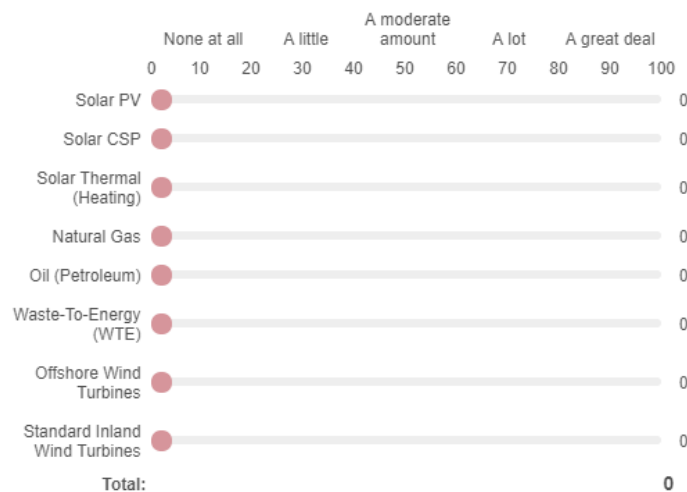 A moderate
None at all A little amount A lot A great deal
0 10 20 30 40 50 60 70 80 90 100
Solar PV 0
Solar CSP 0
Solar Thermal
(Heating) 0
Natural Gas 0
Oil (Petroleum) 0
Waste-To-Energy
(WTE) 0
Offshore Wind
Turbines 0
Standard Inland
Wind Turbines 0
Total: 0